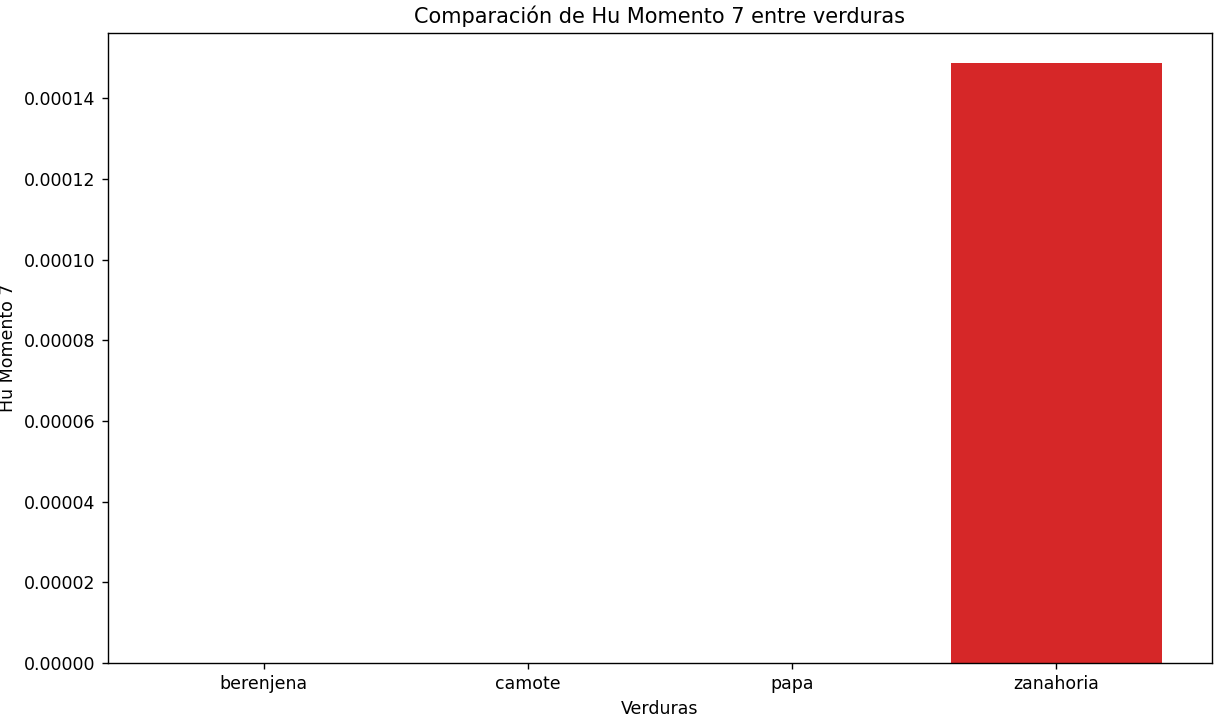 Comparación de Hu Momento 7 entre verduras
Hu Momento 7
0.00014
0.00012
0.00010
0.00008
0.00006
0.00004
0.00002
0.00000
berenjena camote papa zanahoria
Verduras